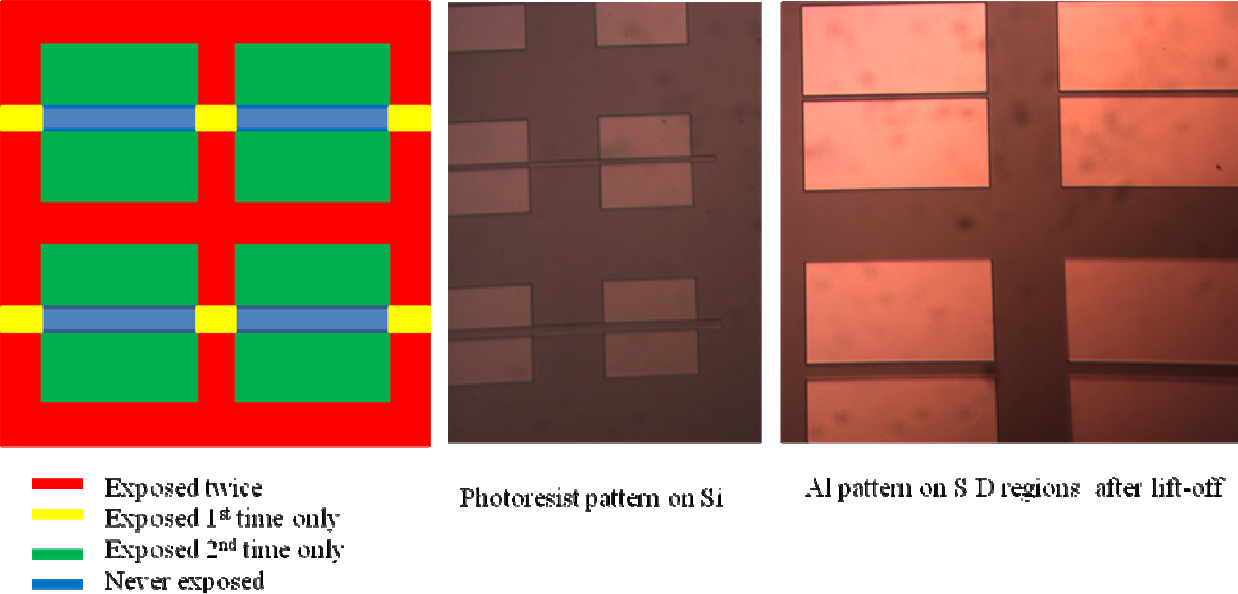 Exposed twice
Exposed 1st time only
Exposed 2nd time only
Never exposed
Photoresist pattern on Si
Al pattern on S D regions after lift-off